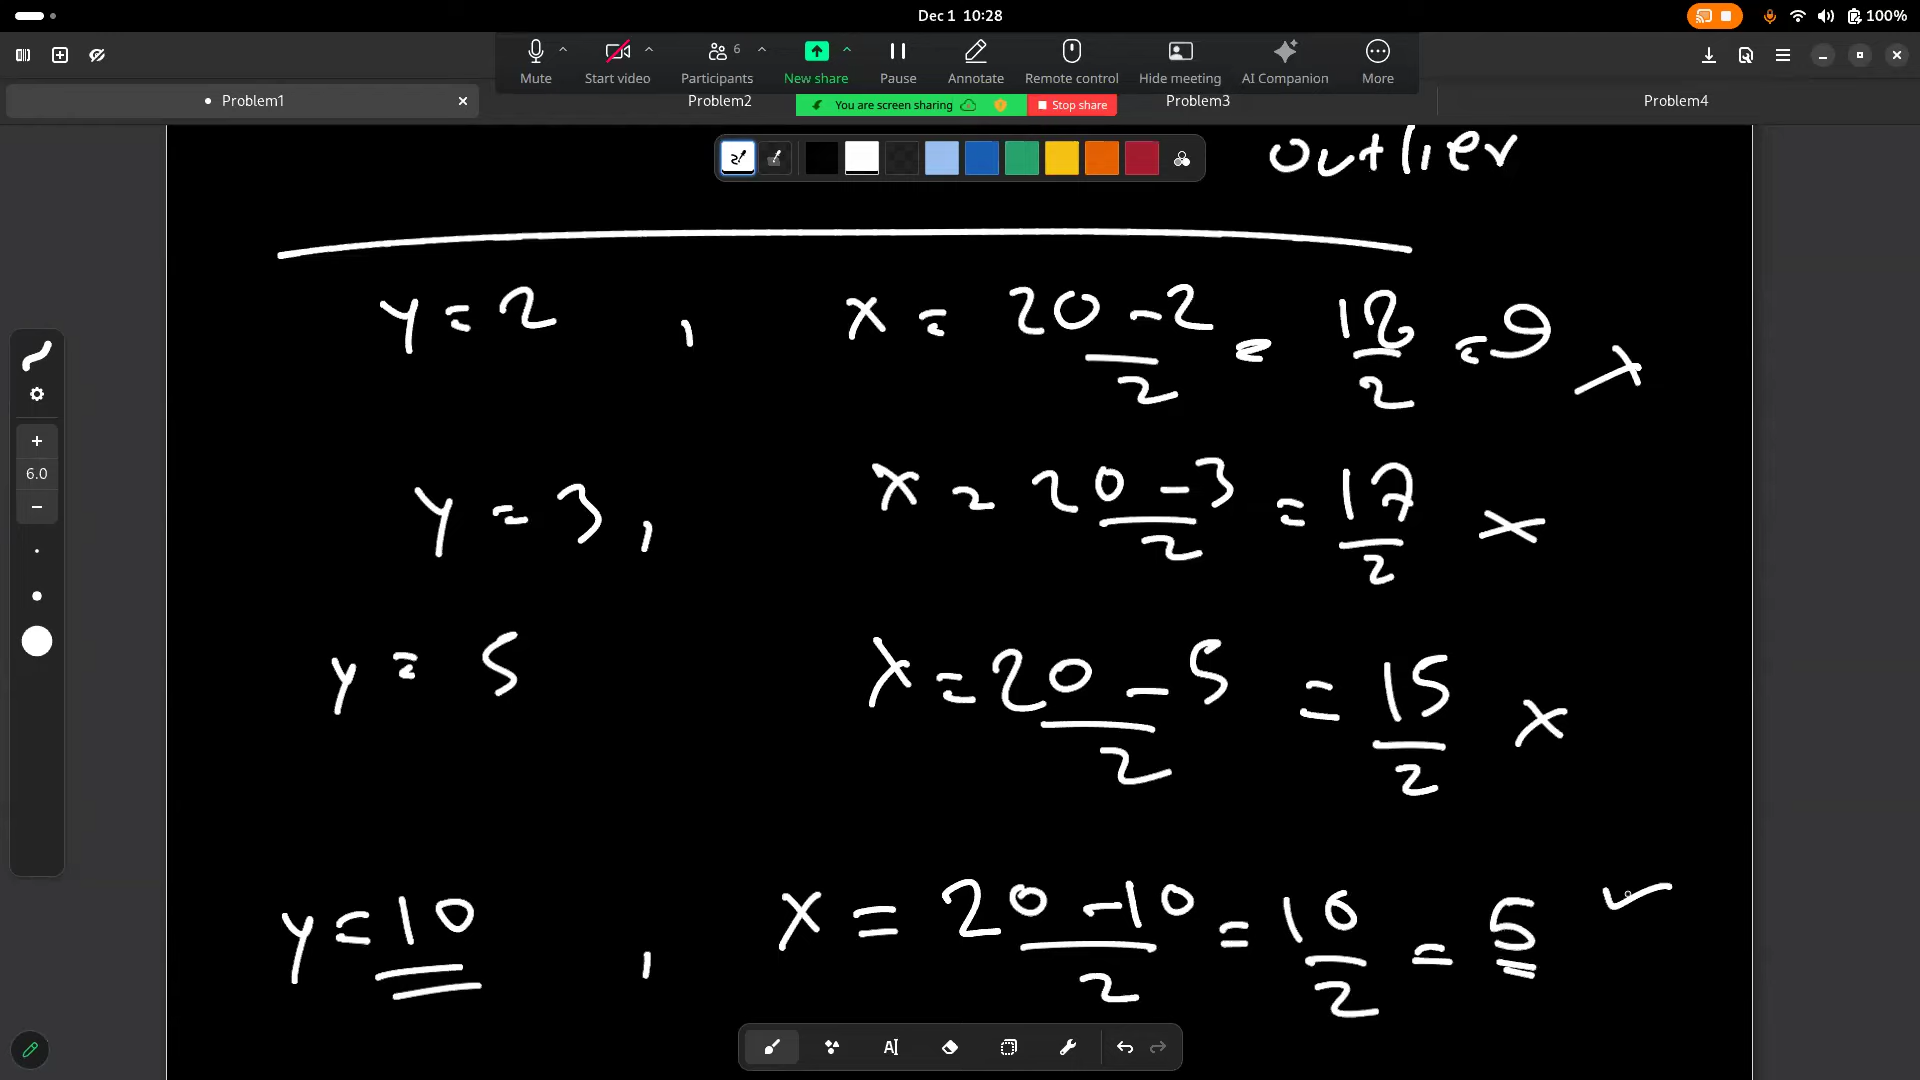 Dec 1 10:28
100%
Mute
Start video
6
Participants
New share
Pause
Annotate
Remote control
Hide meeting
AI Companion
More
Problem1
Problem2
You are screen sharing
Stop share
Problem3
Problem4
outlier
y = 2 , x = 20 - 2 / 2 = 18 / 2 = 9 x
y = 3 , x = 20 - 3 / 2 = 17 / 2 x
6.0
y = 5 x = 20 - 5 / 2 = 15 / 2 x
y = 10 , x = 20 - 10 / 2 = 10 / 2 = 5 ✓